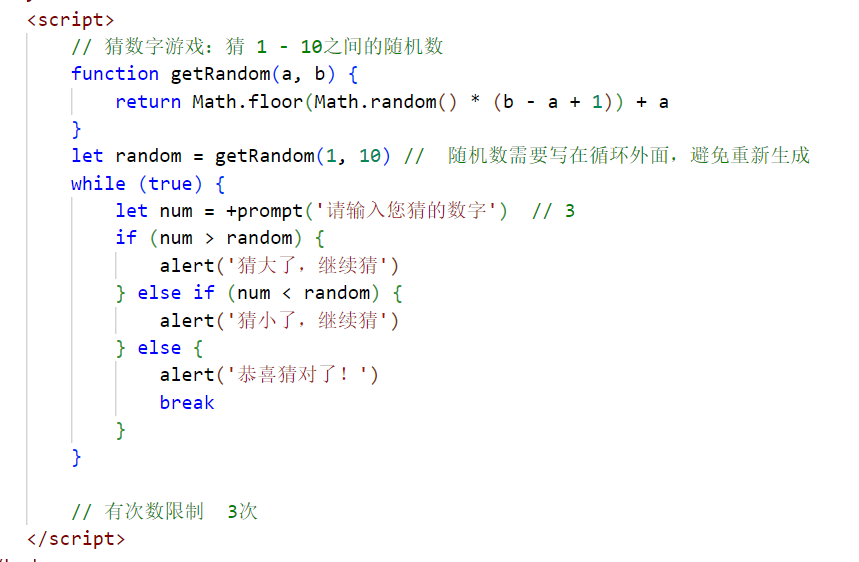 <script>
// 猜数字游戏：猜 1 - 10之间的随机数
function getRandom(a, b) {
return Math.floor(Math.random() * (b - a + 1)) + a
}
let random = getRandom(1, 10) //  随机数需要写在循环外面，避免重新生成
while (true) {
let num = +prompt('请输入您猜的数字')  // 3
if (num > random) {
alert('猜大了，继续猜')
} else if (num < random) {
alert('猜小了，继续猜')
} else {
alert('恭喜猜对了！')
break
}
}
// 有次数限制  3次
</script>